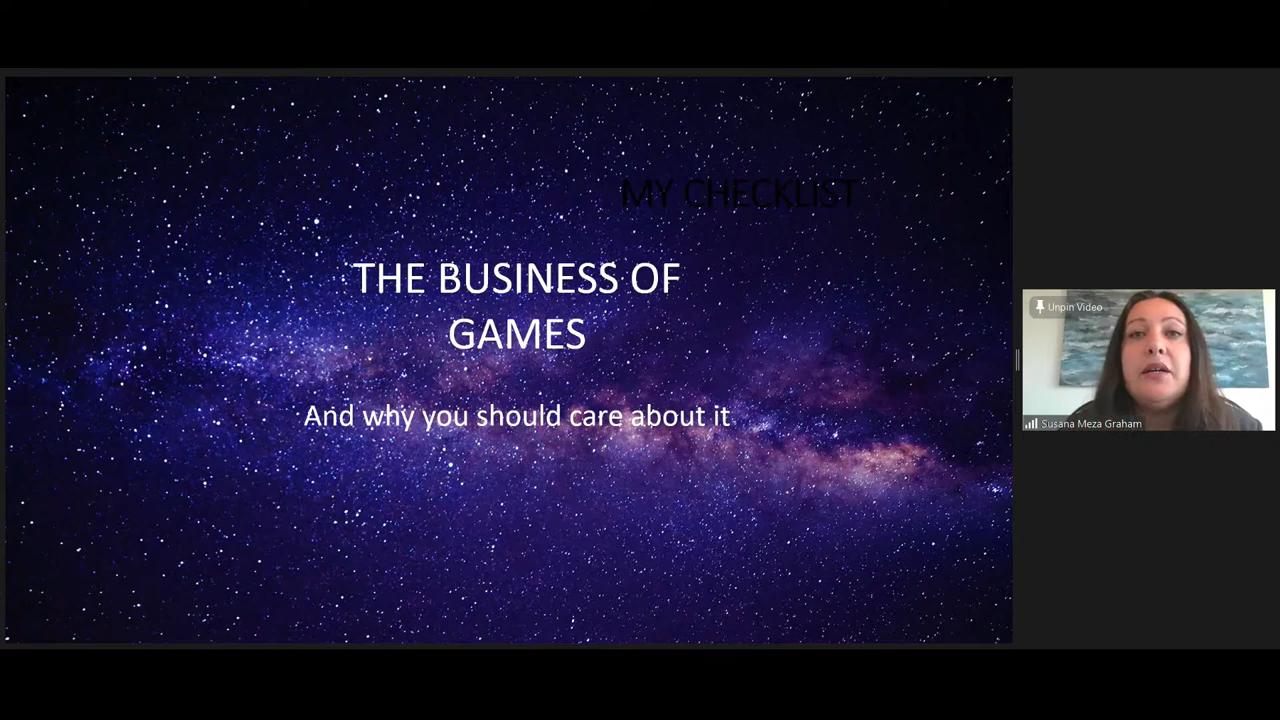 MY CHECKLIST
THE BUSINESS OF
GAMES
And why you should care about it
Unpin Video
Susana Meza Graham